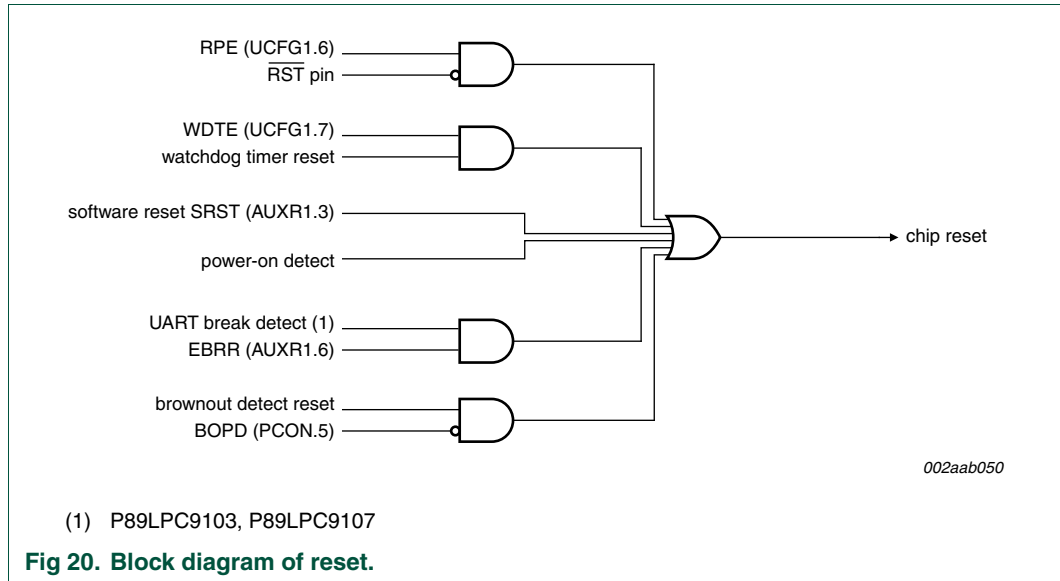 RPE (UCFG1.6)
RST pin
WDTE (UCFG1.7)
watchdog timer reset
software reset SRST (AUXR1.3)
power-on detect
chip reset
UART break detect (1)
EBRR (AUXR1.6)
brownout detect reset
BOPD (PCON.5)
002aab050
(1) P89LPC9103, P89LPC9107
Fig 20. Block diagram of reset.